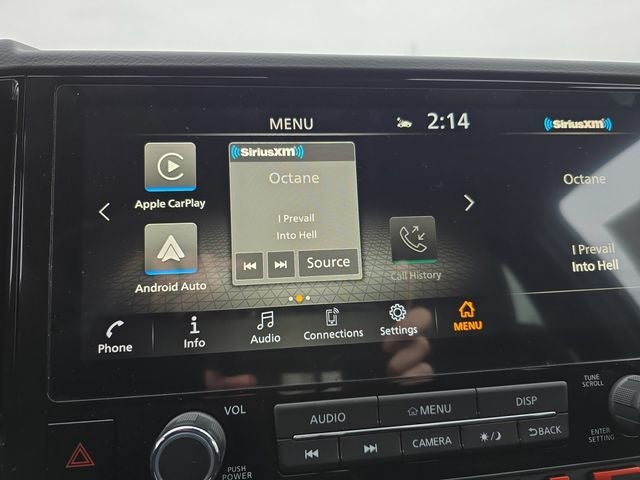 MENU
2:14
SiriusXM
SiriusXM
Octane
Octane
Apple CarPlay
I Prevail
Into Hell
I Prevail
Into Hell
Source
Call History
Android Auto
Phone
Info
Audio
Connections
Settings
MENU
TUNE
SCROLL
VOL
AUDIO
MENU
DISP
CAMERA
BACK
ENTER
SETTING
PUSH
POWER